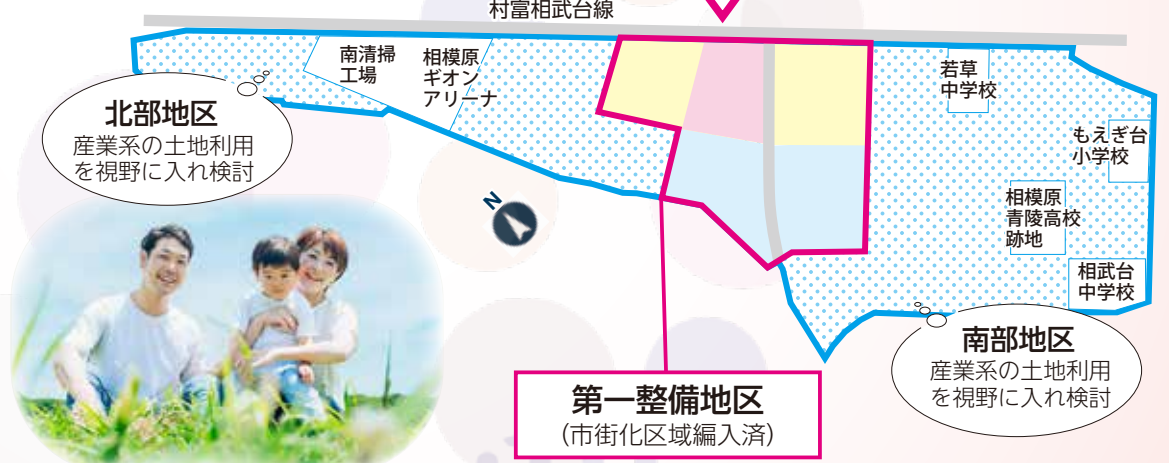 村富相武台線
南清掃
工場
相模原
ギオン
アリーナ
若草
中学校
もえぎ台
小学校
北部地区
産業系の土地利用
を視野に入れ検討
N
相模原
青陵高校
跡地
相武台
中学校
南部地区
産業系の土地利用
を視野に入れ検討
第一整備地区
(市街化区域編入済)